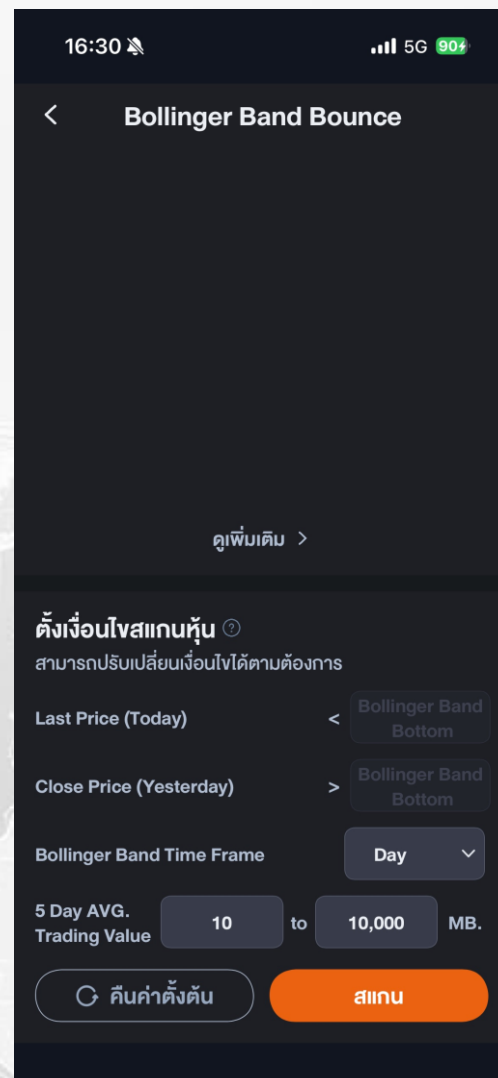 16:30
5G 90
Bollinger Band Bounce
ดูเพิ่มเติม >
ตั้งเงื่อนไขสแกนหุ้น ?
สามารถปรับเปลี่ยนเงื่อนไขได้ตามต้องการ
Last Price (Today) < Bollinger Band
Bottom
Close Price (Yesterday) > Bollinger Band
Bottom
Bollinger Band Time Frame Day
5 Day AVG.
Trading Value 10 to 10,000 MB.
คืนค่าตั้งต้น สแกน